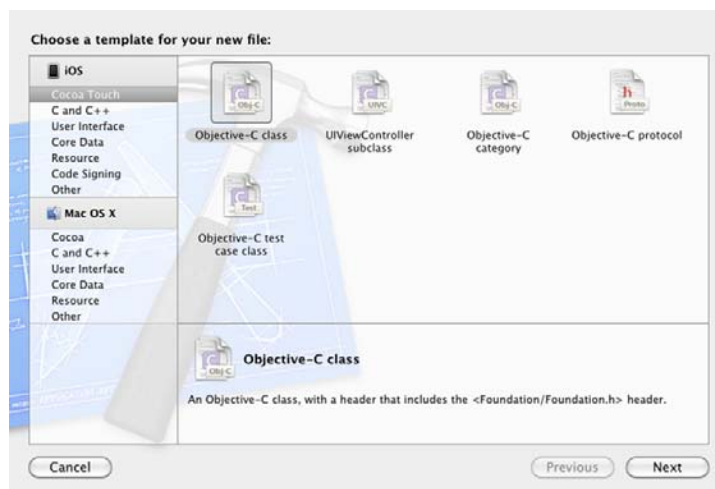 Choose a template for your new file:
iOS
Cocoa Touch
C and C++
User Interface
Core Data
Resource
Code Signing
Other
Mac OS X
Cocoa
C and C++
User Interface
Core Data
Resource
Other
Obj-C
Objective-C class
UIVC
UIViewController
subclass
Obj-C
Objective-C
category
h
Proto
Objective-C protocol
Test
Objective-C test
case class
Obj-C
Objective-C class
An Objective-C class, with a header that includes the <Foundation/Foundation.h> header.
Cancel
Previous
Next